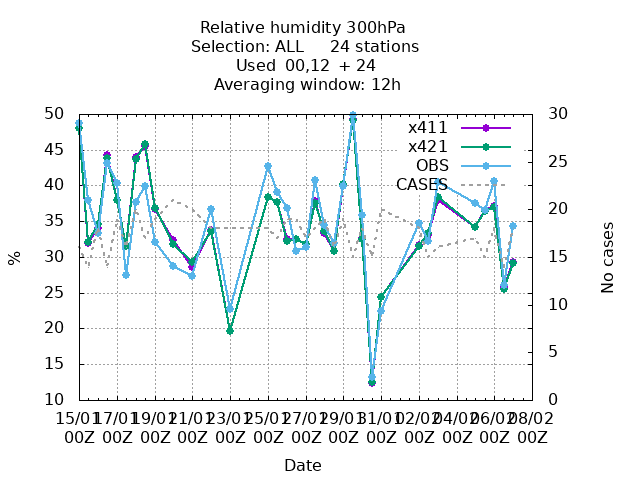 Relative humidity 300hPa
Selection: ALL 24 stations
Used 00,12 + 24
Averaging window: 12h
50 30
x411
x421
OBS
CASES
45 25
40 20
35
30 15
25 10
20
15 5
10 0
%
No cases
15/01 17/01 19/01 21/01 23/01 25/01 27/01 29/01 31/01 02/02 04/02 06/02 08/02
00Z 00Z 00Z 00Z 00Z 00Z 00Z 00Z 00Z 00Z 00Z 00Z 00Z
Date